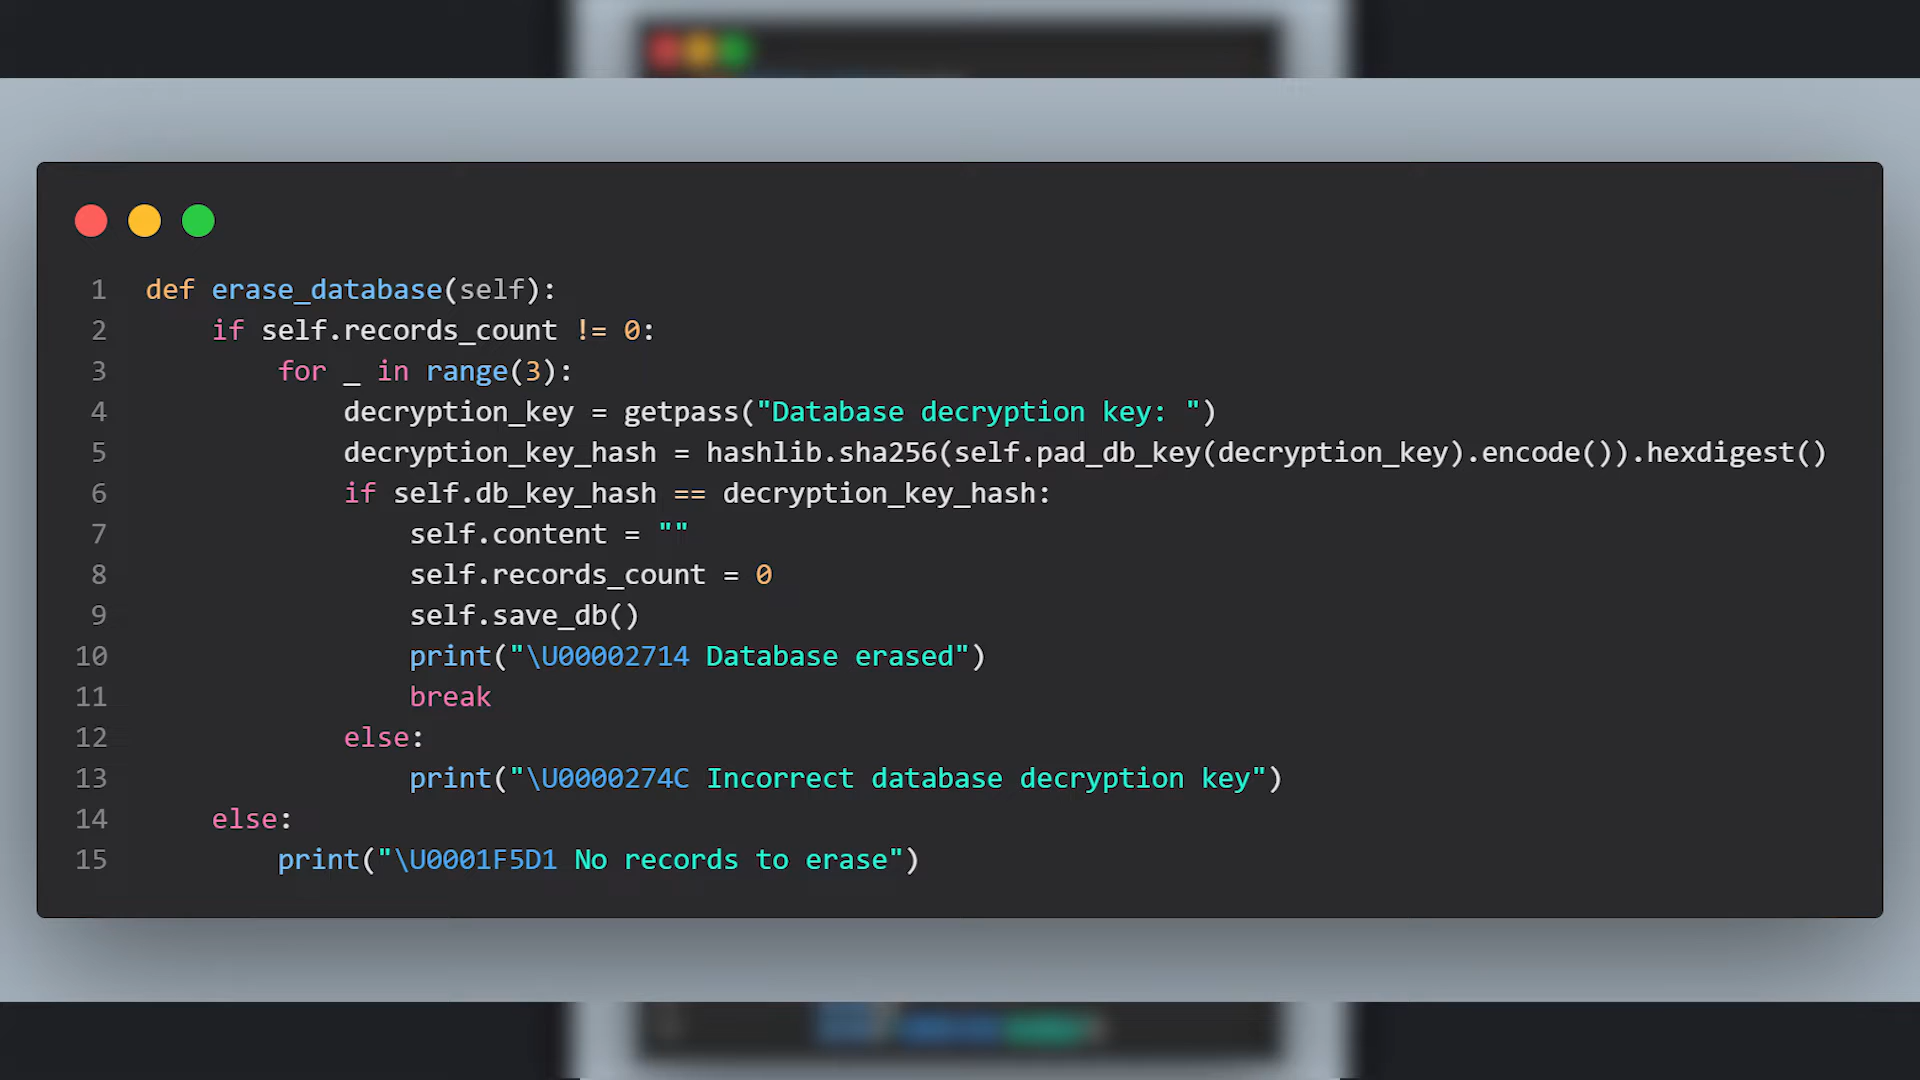 1 def erase_database(self):
2     if self.records_count != 0:
3         for _ in range(3):
4             decryption_key = getpass("Database decryption key: ")
5             decryption_key_hash = hashlib.sha256(self.pad_db_key(decryption_key).encode()).hexdigest()
6             if self.db_key_hash == decryption_key_hash:
7                 self.content = ""
8                 self.records_count = 0
9                 self.save_db()
10                 print("\U00002714 Database erased")
11                 break
12             else:
13                 print("\U0000274C Incorrect database decryption key")
14     else:
15         print("\U0001F5D1 No records to erase")